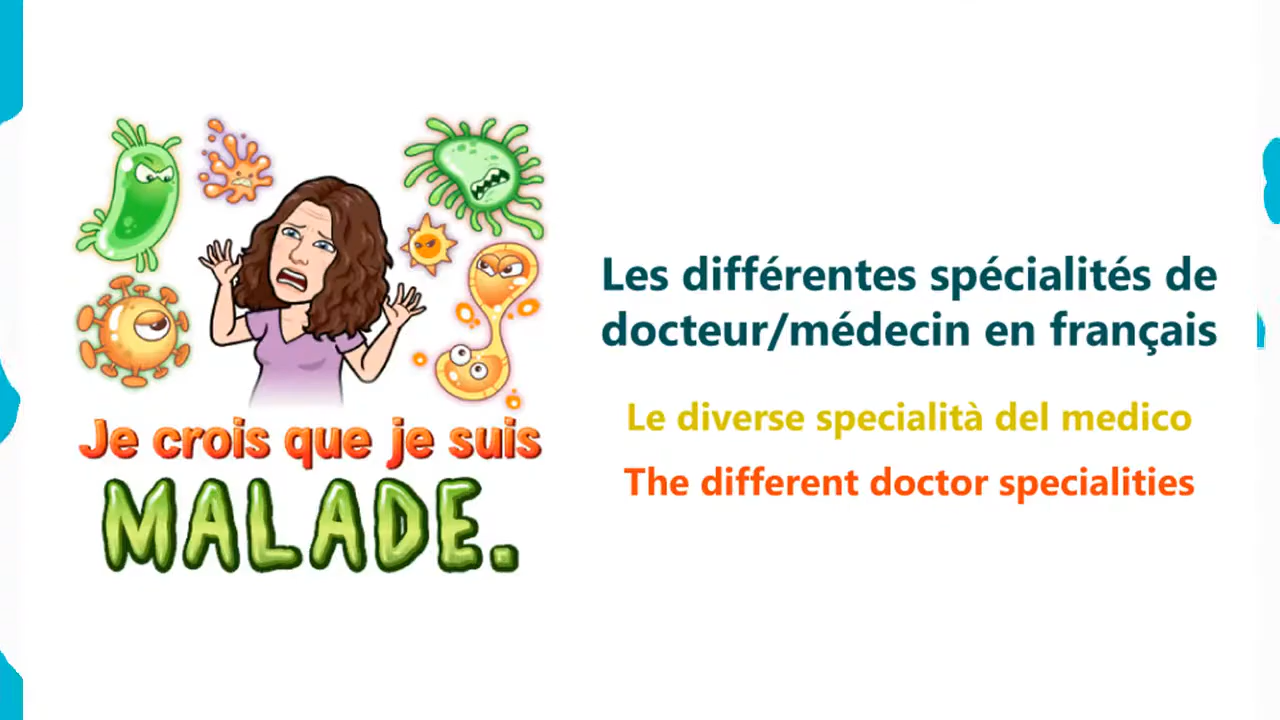 Je crois que je suis
MALADE.
Les différentes spécialités de
docteur/médecin en français
Le diverse specialità del medico
The different doctor specialities